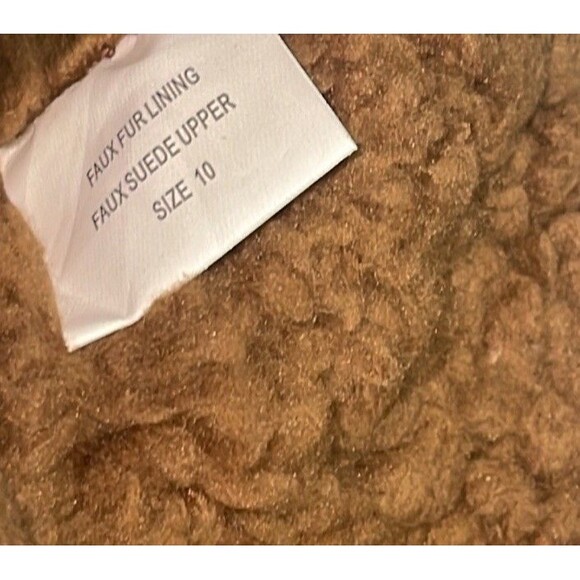 FAUX FUR LINING
FAUX SUEDE UPPER
SIZE 10